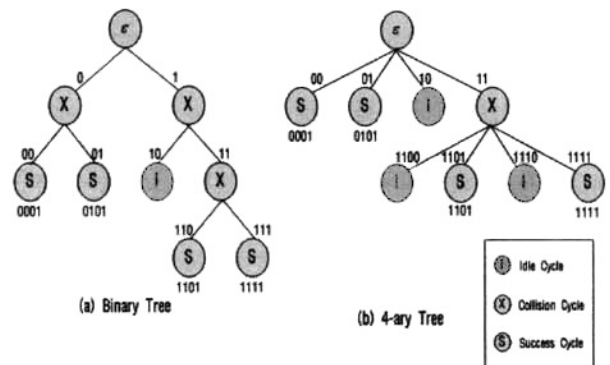 ε
ε
0 1
00 01 10 11
X X
S S i X
0001 0101
00 01 10 11
S S i X
0001 0101
1100 1101 1110 1111
i S i S
1101 1111
110 111
S S
1101 1111
(a) Binary Tree
(b) 4-ary Tree
i Idle Cycle
X Collision Cycle
S Success Cycle